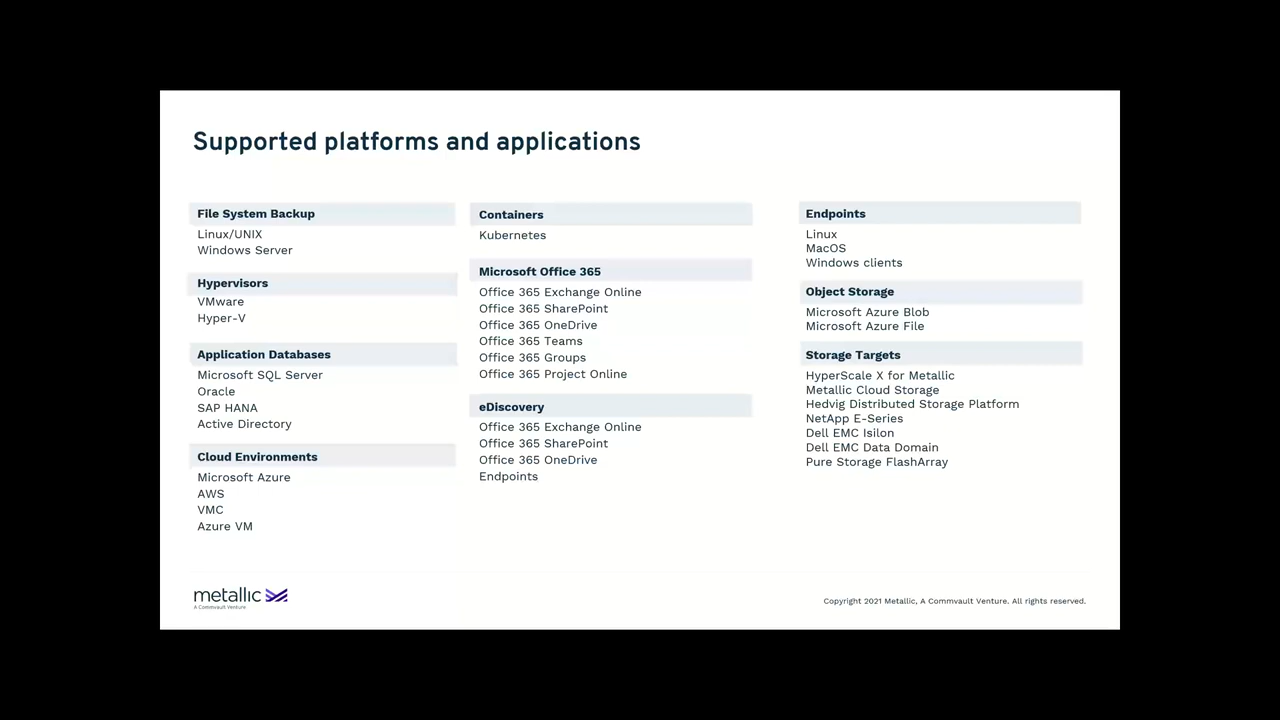 Supported platforms and applications
File System Backup
Linux/UNIX
Windows Server
Hypervisors
VMware
Hyper-V
Application Databases
Microsoft SQL Server
Oracle
SAP HANA
Active Directory
Cloud Environments
Microsoft Azure
AWS
VMC
Azure VM
Containers
Kubernetes
Microsoft Office 365
Office 365 Exchange Online
Office 365 SharePoint
Office 365 OneDrive
Office 365 Teams
Office 365 Groups
Office 365 Project Online
eDiscovery
Office 365 Exchange Online
Office 365 SharePoint
Office 365 OneDrive
Endpoints
Endpoints
Linux
MacOS
Windows clients
Object Storage
Microsoft Azure Blob
Microsoft Azure File
Storage Targets
HyperScale X for Metallic
Metallic Cloud Storage
Hedvig Distributed Storage Platform
NetApp E-Series
Dell EMC Isilon
Dell EMC Data Domain
Pure Storage FlashArray
metallic
A Commvault Venture
Copyright 2021 Metallic, A Commvault Venture. All rights reserved.